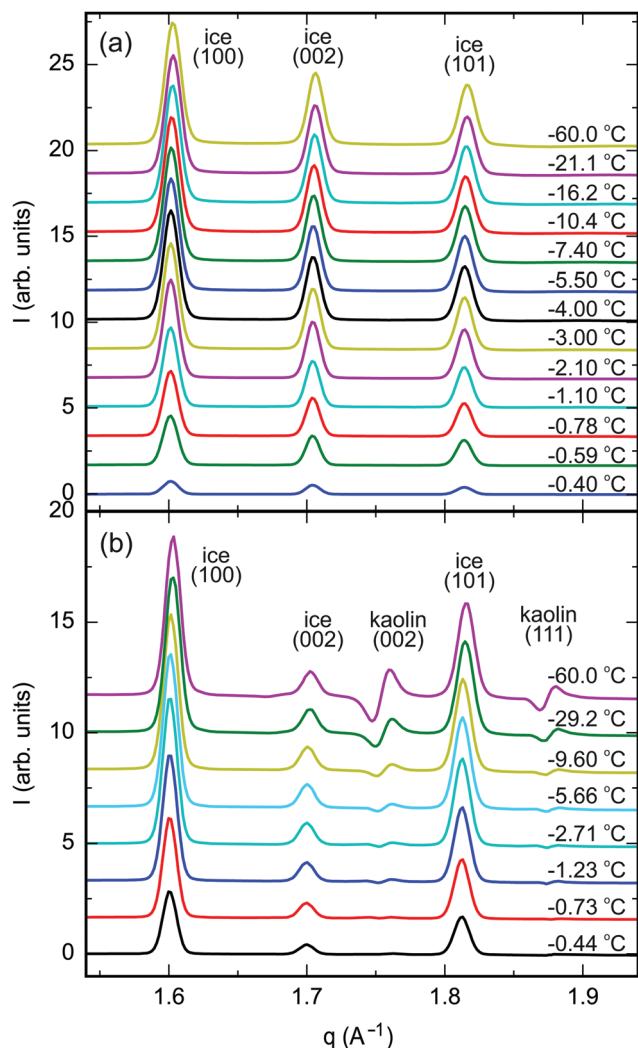 (a)
ice
(100)
ice
(002)
ice
(101)
25
20
15
10
5
0
I (arb. units)
-60.0 °C
-21.1 °C
-16.2 °C
-10.4 °C
-7.40 °C
-5.50 °C
-4.00 °C
-3.00 °C
-2.10 °C
-1.10 °C
-0.78 °C
-0.59 °C
-0.40 °C
(b)
ice
(100)
ice
(002)
kaolin
(002)
ice
(101)
kaolin
(111)
20
15
10
5
0
I (arb. units)
-60.0 °C
-29.2 °C
-9.60 °C
-5.66 °C
-2.71 °C
-1.23 °C
-0.73 °C
-0.44 °C
1.6 1.7 1.8 1.9
q (A⁻¹)